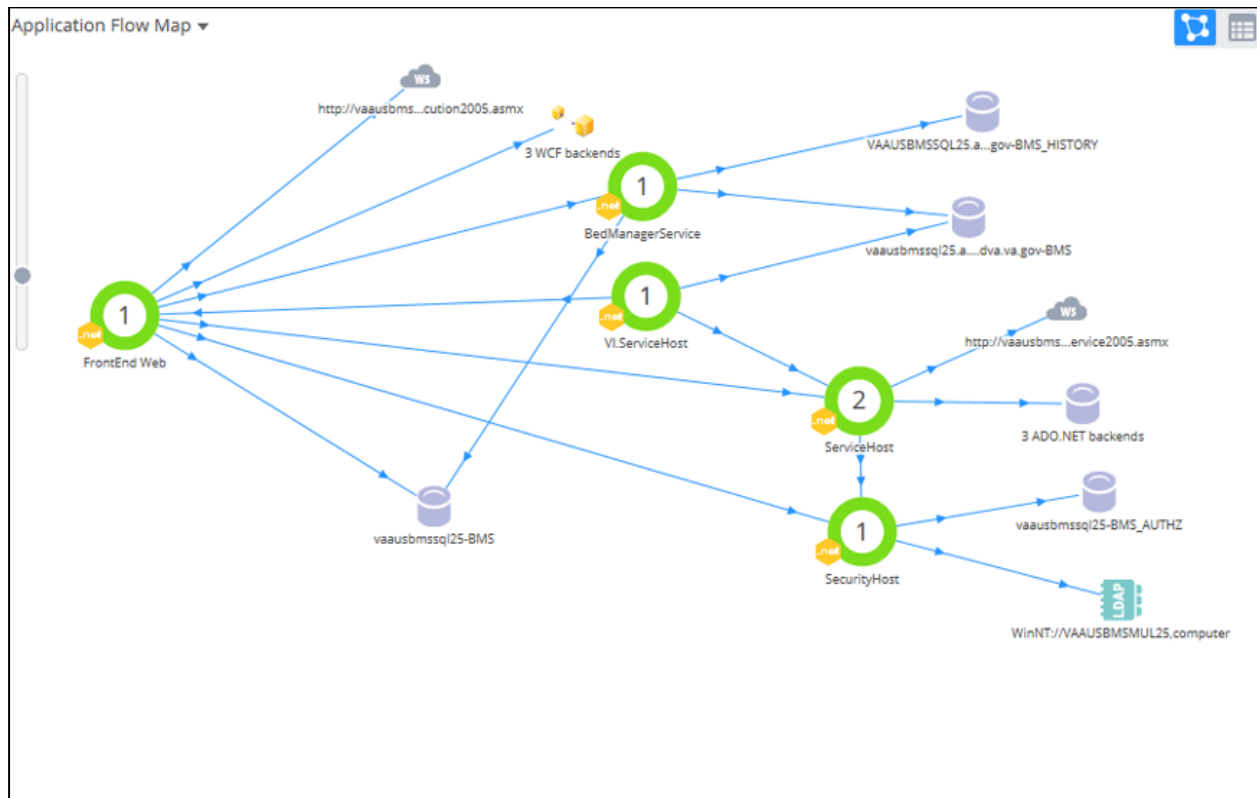 Application Flow Map
WS
http://vaausbms...cution2005.asmx
3 WCF backends
VAAUSBMSSQL25.a...gov-BMS_HISTORY
1
.net
BedManagerService
vaausbmssql25.a....dva.va.gov-BMS
1
.net
VI.ServiceHost
1
.net
FrontEnd Web
WS
http://vaausbms...ervice2005.asmx
2
.net
ServiceHost
3 ADO.NET backends
vaausbmssql25-BMS
vaausbmssql25-BMS_AUTHZ
1
.net
SecurityHost
LDAP
WinNT://VAAUSBMSMUL25,computer